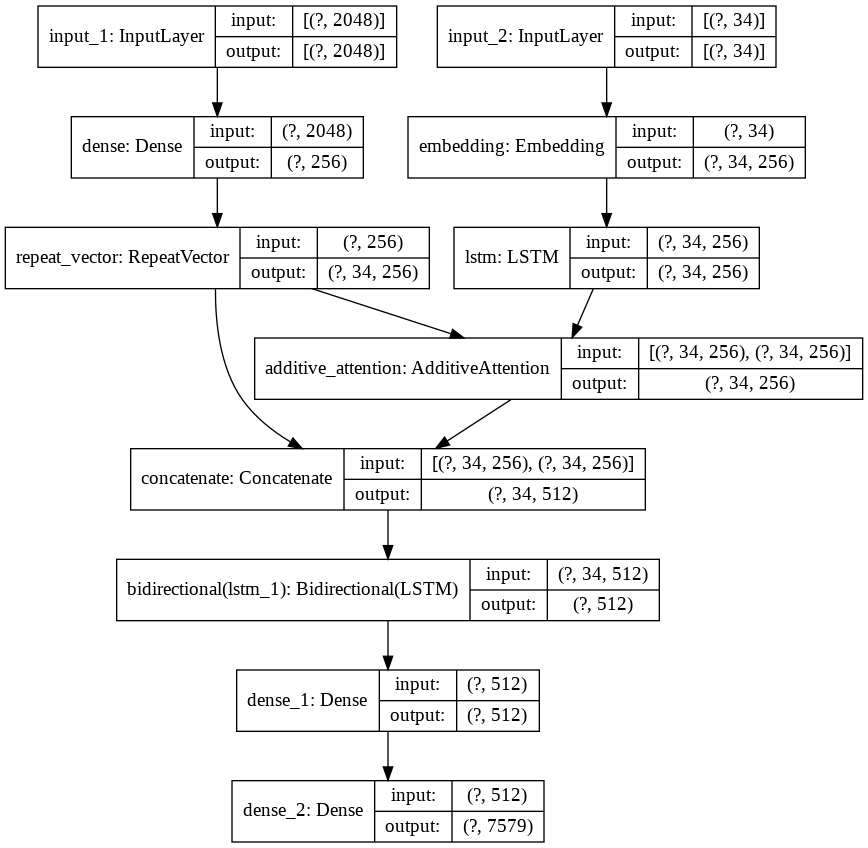 input_1: InputLayer
input: [(?, 2048)]
output: [(?, 2048)]
input_2: InputLayer
input: [(?, 34)]
output: [(?, 34)]
dense: Dense
input: (?, 2048)
output: (?, 256)
embedding: Embedding
input: (?, 34)
output: (?, 34, 256)
repeat_vector: RepeatVector
input: (?, 256)
output: (?, 34, 256)
lstm: LSTM
input: (?, 34, 256)
output: (?, 34, 256)
additive_attention: AdditiveAttention
input: [(?, 34, 256), (?, 34, 256)]
output: (?, 34, 256)
concatenate: Concatenate
input: [(?, 34, 256), (?, 34, 256)]
output: (?, 34, 512)
bidirectional(lstm_1): Bidirectional(LSTM)
input: (?, 34, 512)
output: (?, 512)
dense_1: Dense
input: (?, 512)
output: (?, 512)
dense_2: Dense
input: (?, 512)
output: (?, 7579)